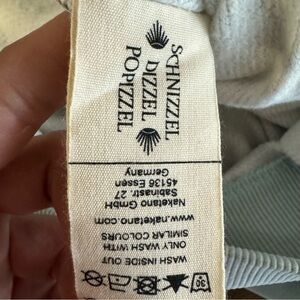 SCHNIZZEL
DIZZEL
POPIZZEL
30
WASH INSIDE OUT
ONLY WASH WITH
SIMILAR COLOURS
www.naketano.com
Naketano GmbH
Sabinastr. 27
45136 Essen
Germany